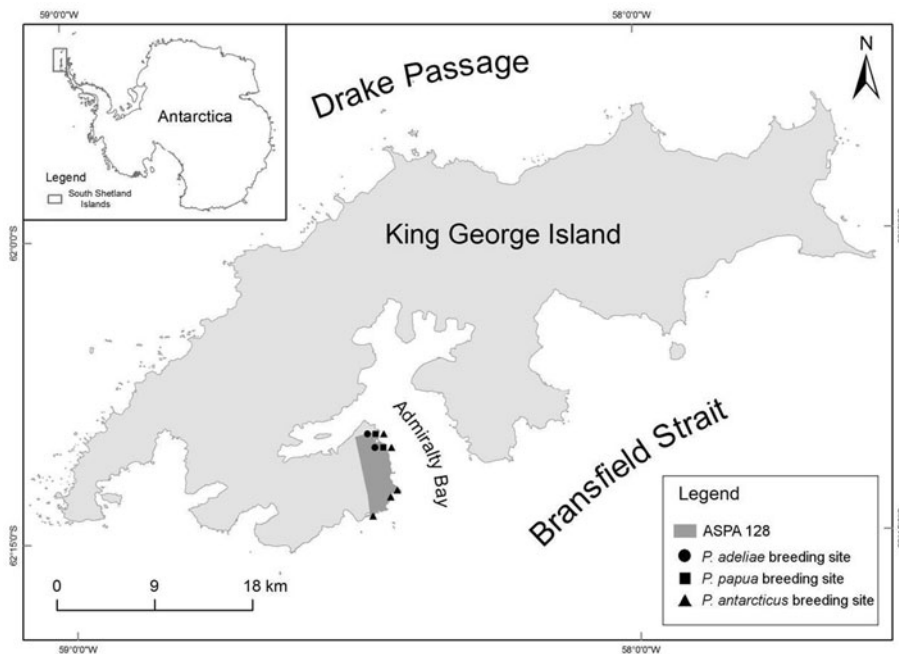 59°0'0"W
58°0'0"W
Antarctica
Legend
South Shetland
Islands
Drake Passage
N
King George Island
62°0'0"S
Admiralty Bay
Bransfield Strait
62°15'0"S
0 9 18 km
Legend
ASPA 128
P. adeliae breeding site
P. papua breeding site
P. antarcticus breeding site
59°0'0"W
58°0'0"W